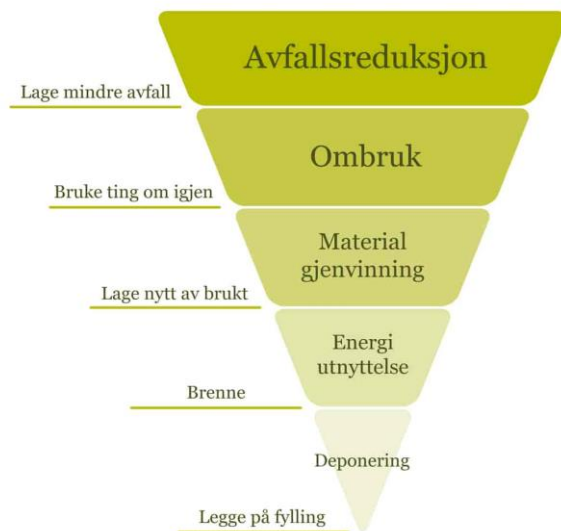 Avfallsreduksjon
Lage mindre avfall
Ombruk
Bruke ting om igjen
Material
gjenvinning
Lage nytt av brukt
Energi
utnyttelse
Brenne
Deponering
Legge på fylling